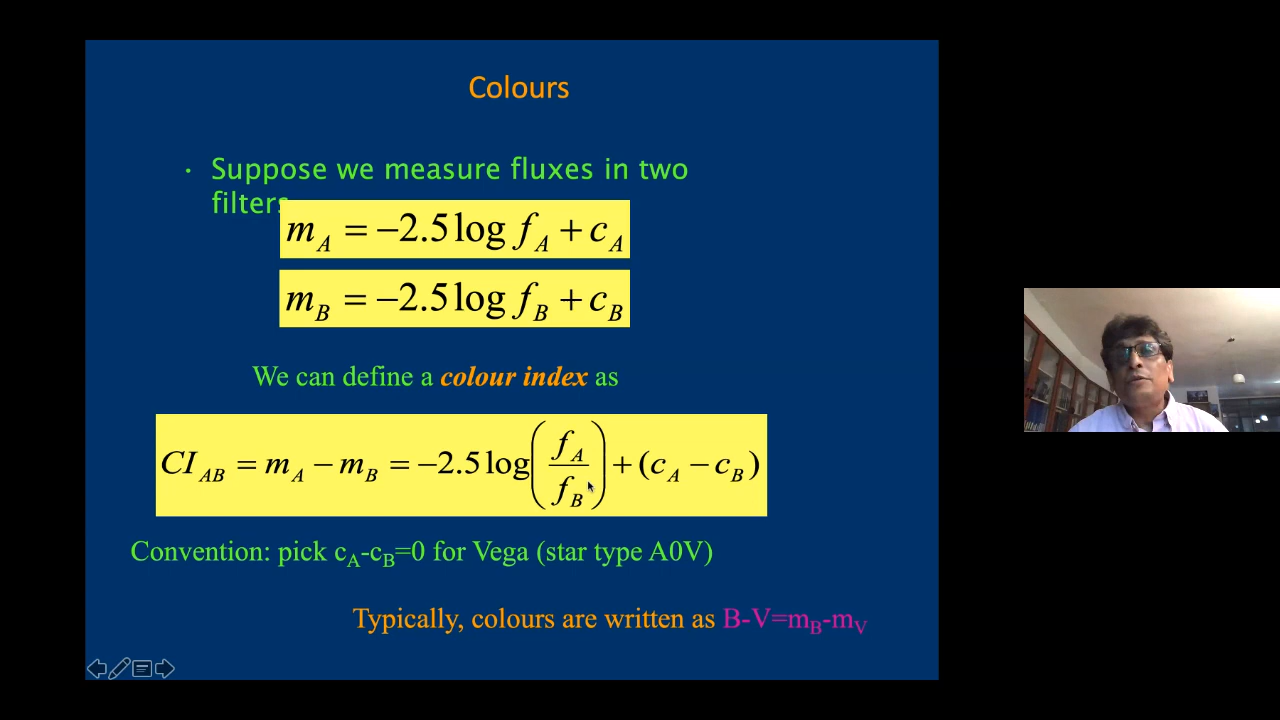 Colours
• Suppose we measure fluxes in two
filters
m_A = −2.5 log f_A + c_A
m_B = −2.5 log f_B + c_B
We can define a colour index as
CI_AB = m_A − m_B = −2.5 log(f_A / f_B) + (c_A − c_B)
Convention: pick c_A-c_B=0 for Vega (star type A0V)
Typically, colours are written as B-V=m_B-m_V